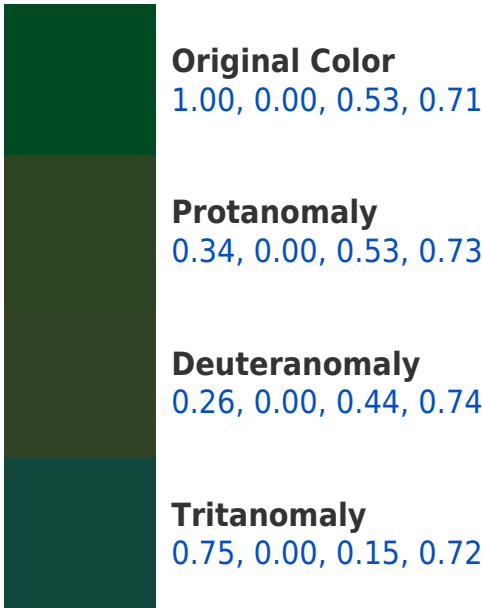 Original Color
1.00, 0.00, 0.53, 0.71
Protanomaly
0.34, 0.00, 0.53, 0.73
Deuteranomaly
0.26, 0.00, 0.44, 0.74
Tritanomaly
0.75, 0.00, 0.15, 0.72